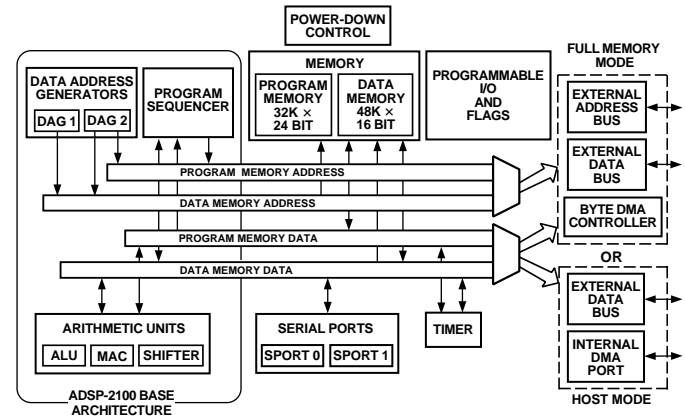 POWER-DOWN
CONTROL
DATA ADDRESS
GENERATORS
DAG 1
DAG 2
PROGRAM
SEQUENCER
MEMORY
PROGRAM
MEMORY
32K ×
24 BIT
DATA
MEMORY
48K ×
16 BIT
PROGRAMMABLE
I/O
AND
FLAGS
FULL MEMORY
MODE
EXTERNAL
ADDRESS
BUS
EXTERNAL
DATA
BUS
BYTE DMA
CONTROLLER
PROGRAM MEMORY ADDRESS
DATA MEMORY ADDRESS
PROGRAM MEMORY DATA
DATA MEMORY DATA
OR
EXTERNAL
DATA
BUS
INTERNAL
DMA
PORT
HOST MODE
ARITHMETIC UNITS
ALU
MAC
SHIFTER
SERIAL PORTS
SPORT 0
SPORT 1
TIMER
ADSP-2100 BASE
ARCHITECTURE